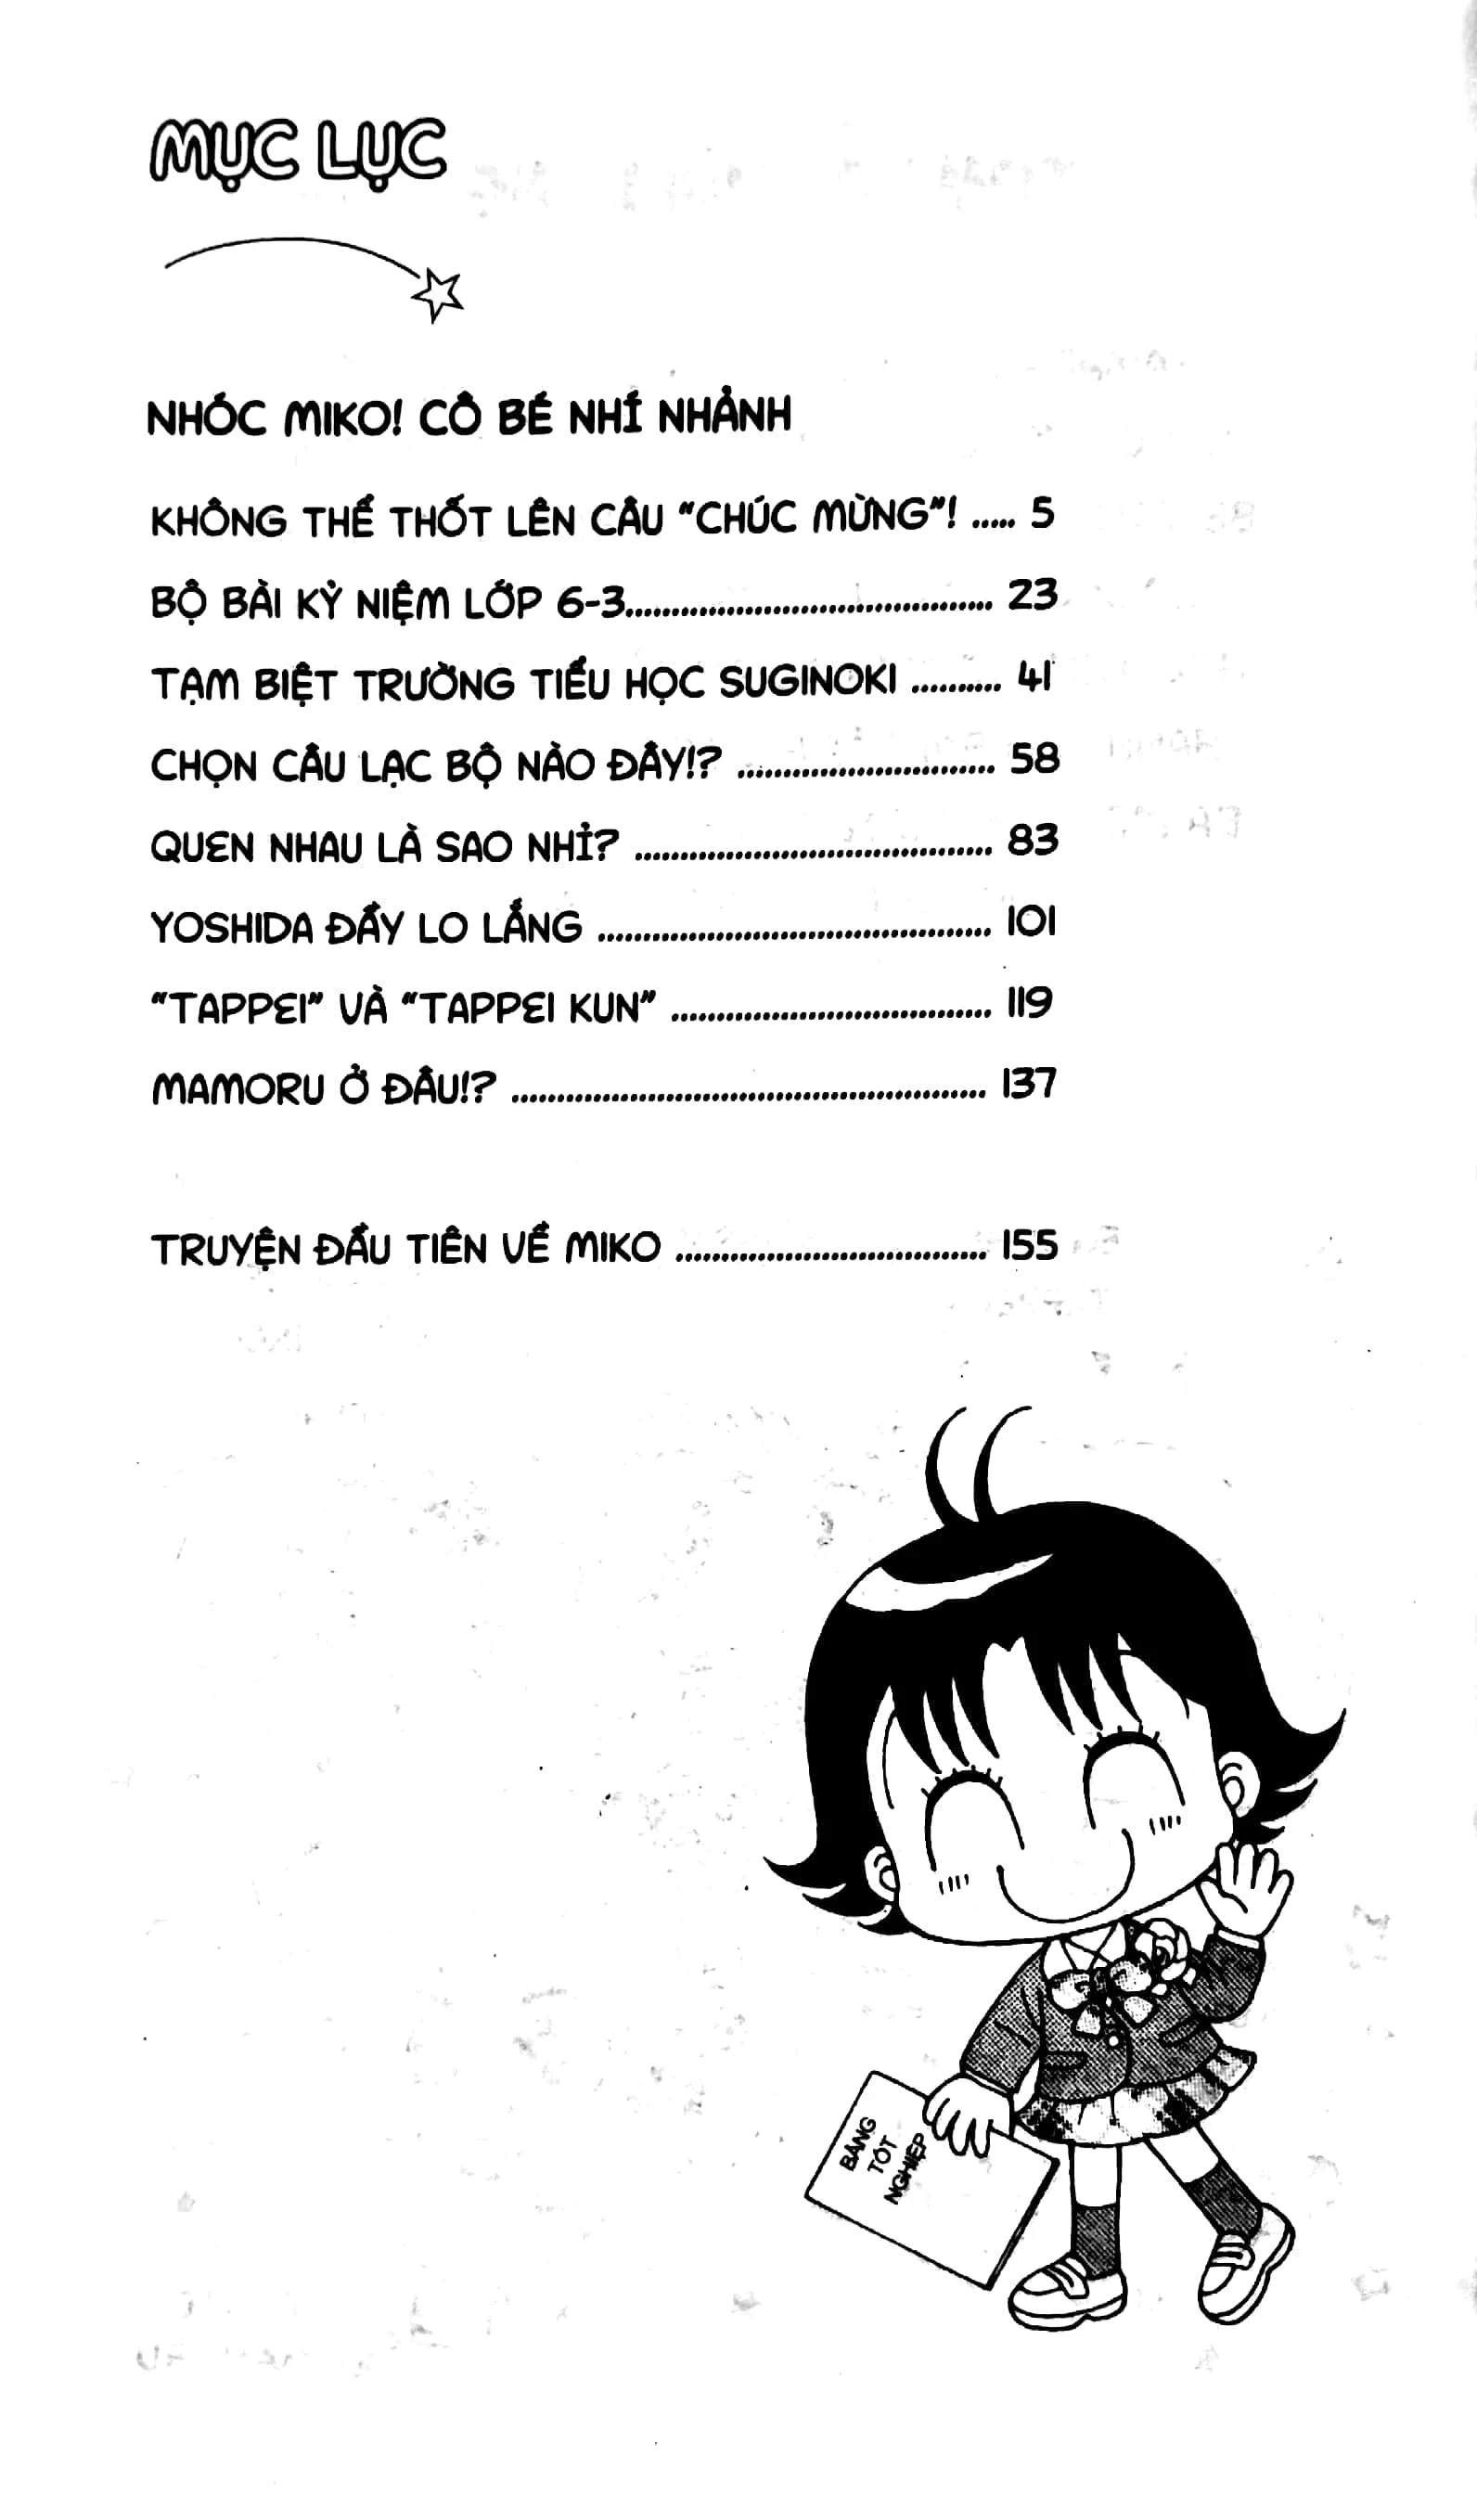 MỤC LỤC
NHÓC MIKO! CÔ BÉ NHÍ NHẢNH
KHÔNG THỂ THỐT LÊN CÂU “CHÚC MỪNG”! ..... 5
BỘ BÀI KỶ NIỆM LỚP 6-3....................................... 23
TẠM BIỆT TRƯỜNG TIỂU HỌC SUGINOKI .......... 41
CHỌN CÂU LẠC BỘ NÀO ĐÂY!? ............................ 58
QUEN NHAU LÀ SAO NHỈ? ....................................... 83
YOSHIDA ĐẦY LO LẮNG ........................................... 101
“TAPPEI” VÀ “TAPPEI KUN” ................................... 119
MAMORU Ở ĐÂU!? .................................................... 137
TRUYỆN ĐẦU TIÊN VỀ MIKO .................................. 155
BẰNG
TỐT
NGHIỆP